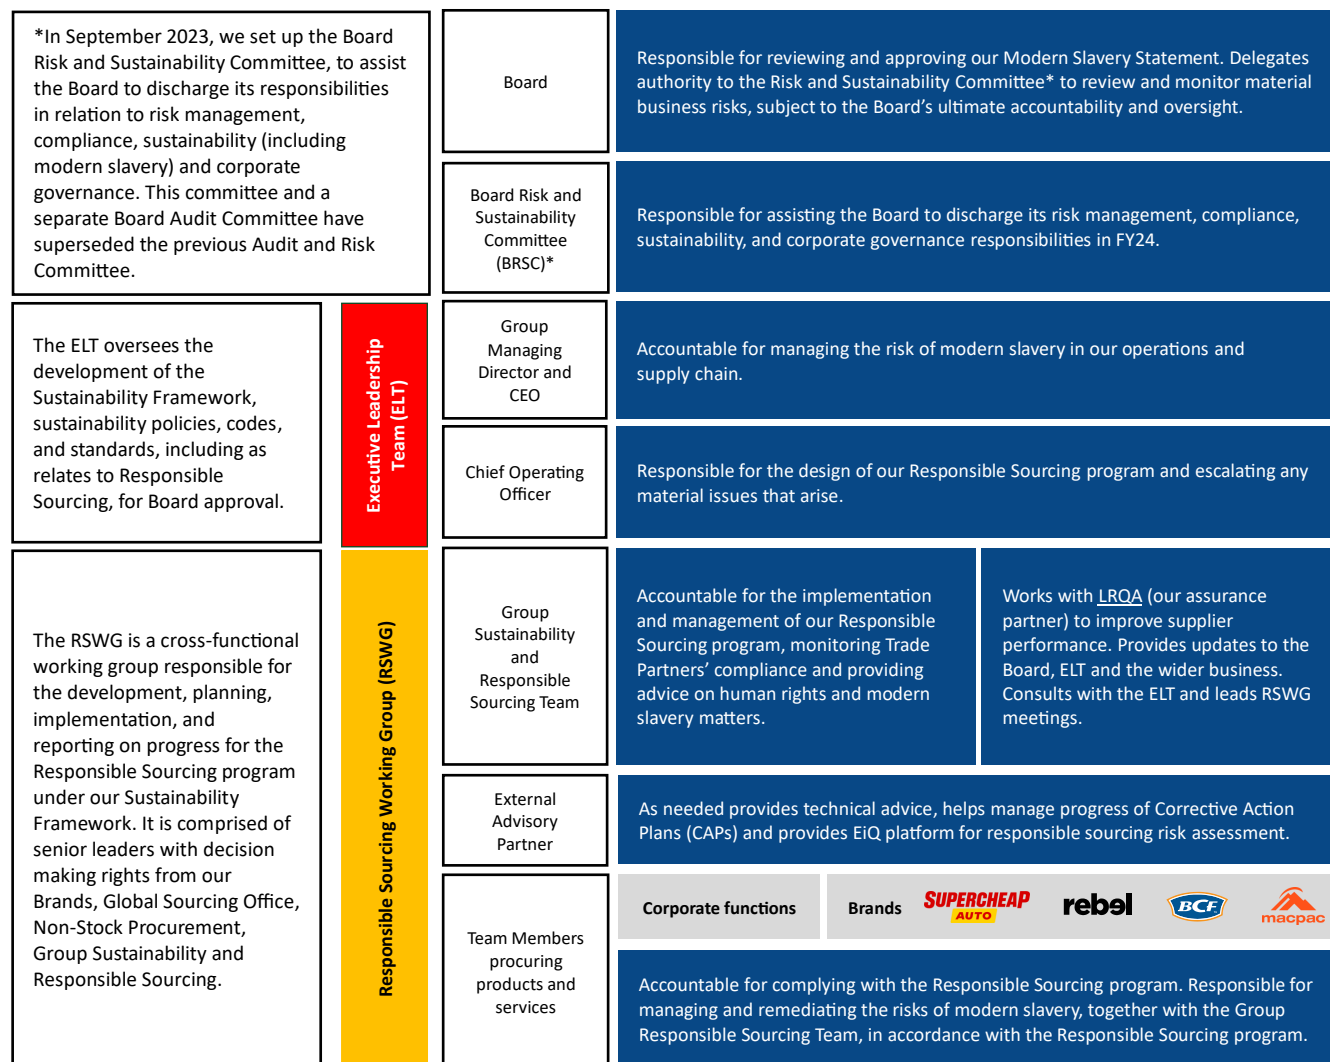 *In September 2023, we set up the Board
Risk and Sustainability Committee, to assist
the Board to discharge its responsibilities
in relation to risk management,
compliance, sustainability (including
modern slavery) and corporate
governance. This committee and a
separate Board Audit Committee have
superseded the previous Audit and Risk
Committee.
Board
Responsible for reviewing and approving our Modern Slavery Statement. Delegates
authority to the Risk and Sustainability Committee* to review and monitor material
business risks, subject to the Board’s ultimate accountability and oversight.
Board Risk and
Sustainability
Committee
(BRSC)*
Responsible for assisting the Board to discharge its risk management, compliance,
sustainability, and corporate governance responsibilities in FY24.
The ELT oversees the
development of the
Sustainability Framework,
sustainability policies, codes,
and standards, including as
relates to Responsible
Sourcing, for Board approval.
Executive Leadership
Team (ELT)
Group
Managing
Director and
CEO
Accountable for managing the risk of modern slavery in our operations and
supply chain.
Chief Operating
Officer
Responsible for the design of our Responsible Sourcing program and escalating any
material issues that arise.
The RSWG is a cross-functional
working group responsible for
the development, planning,
implementation, and
reporting on progress for the
Responsible Sourcing program
under our Sustainability
Framework. It is comprised of
senior leaders with decision
making rights from our
Brands, Global Sourcing Office,
Non-Stock Procurement,
Group Sustainability and
Responsible Sourcing.
Responsible Sourcing Working Group (RSWG)
Group
Sustainability
and
Responsible
Sourcing Team
Accountable for the implementation
and management of our Responsible
Sourcing program, monitoring Trade
Partners’ compliance and providing
advice on human rights and modern
slavery matters.
Works with LRQA (our assurance
partner) to improve supplier
performance. Provides updates to the
Board, ELT and the wider business.
Consults with the ELT and leads RSWG
meetings.
External
Advisory
Partner
As needed provides technical advice, helps manage progress of Corrective Action
Plans (CAPs) and provides EiQ platform for responsible sourcing risk assessment.
Team Members
procuring
products and
services
Corporate functions
Brands
SUPERCHEAP
AUTO
rebel
BCF
macpac
Accountable for complying with the Responsible Sourcing program. Responsible for
managing and remediating the risks of modern slavery, together with the Group
Responsible Sourcing Team, in accordance with the Responsible Sourcing program.